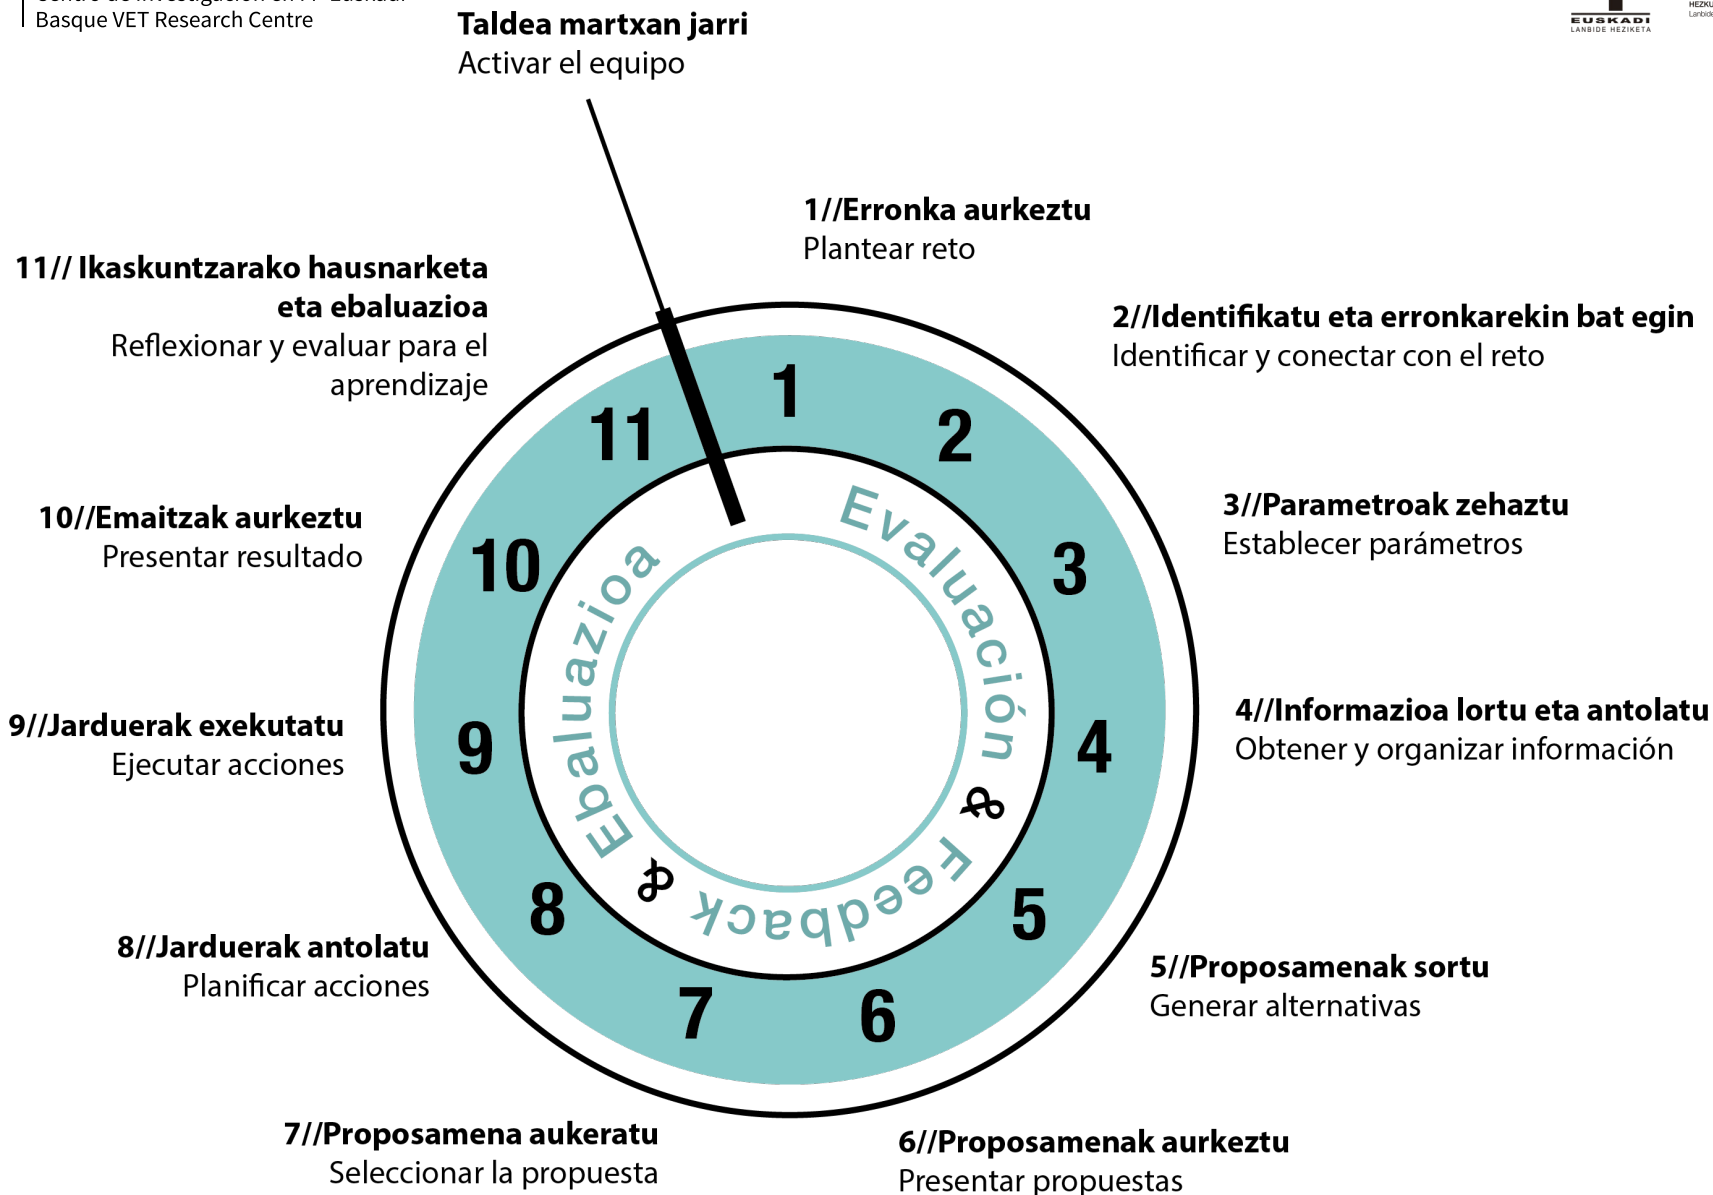 Basque VET Research Centre
EUSKADI
LANBIDE HEZIKETA
Taldea martxan jarri
Activar el equipo
1//Erronka aurkeztu
Plantear reto
2//Identifikatu eta erronkarekin bat egin
Identificar y conectar con el reto
3//Parametroak zehaztu
Establecer parámetros
4//Informazioa lortu eta antolatu
Obtener y organizar información
5//Proposamenak sortu
Generar alternativas
6//Proposamenak aurkeztu
Presentar propuestas
7//Proposamena aukeratu
Seleccionar la propuesta
8//Jarduerak antolatu
Planificar acciones
9//Jarduerak exekutatu
Ejecutar acciones
10//Emaitzak aurkeztu
Presentar resultado
11// Ikaskuntzarako hausnarketa
eta ebaluazioa
Reflexionar y evaluar para el
aprendizaje
1
2
3
4
5
6
7
8
9
10
11
Evaluación & Feedback & Ebaluazioa